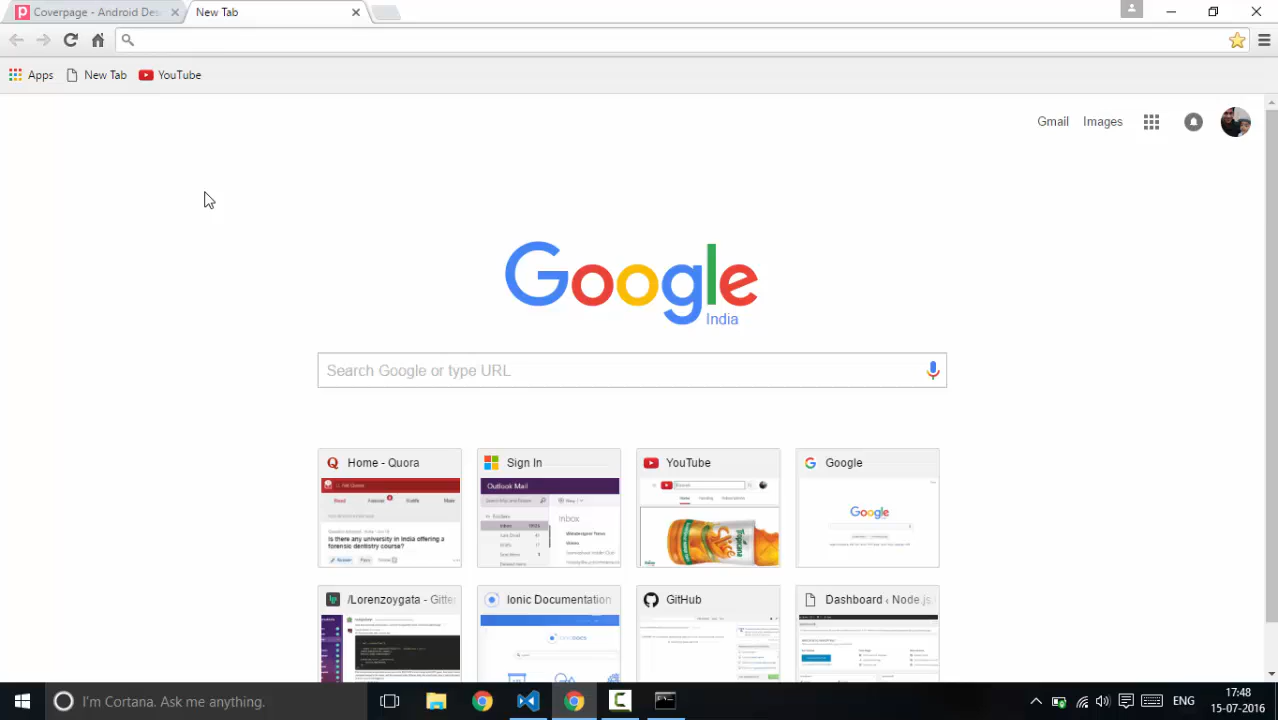 Coverpage - Android Des
New Tab
Apps
New Tab
YouTube
Gmail
Images
Google
India
Search Google or type URL
Home - Quora
Sign In
YouTube
Google
Outlook Mail
Is there any university in India offering a
forensic dentistry course?
Inbox
Google
/Lorenzoygata - Gitte
Ionic Documentation
GitHub
Dashboard ‹ Node.js
I'm Cortana. Ask me anything.
ENG
17:48
15-07-2016